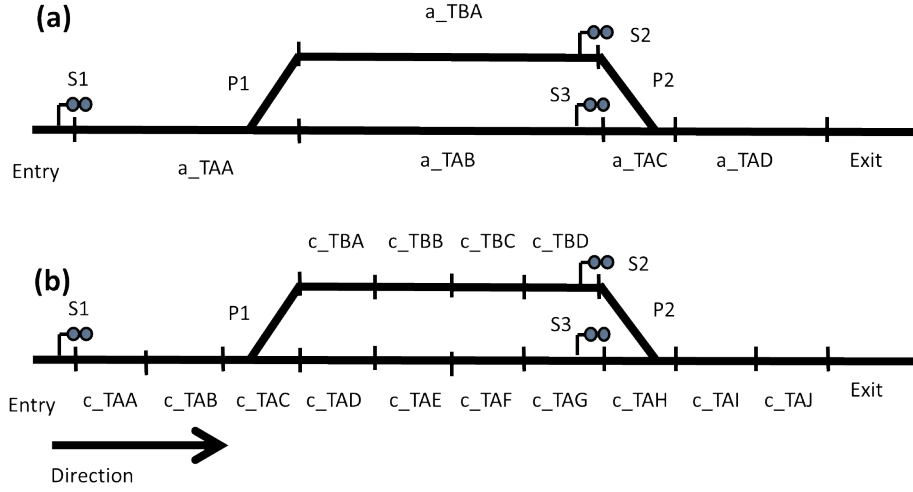 (a)
a_TBA
S2
S1
P1
P2
S3
Entry
a_TAA
a_TAB
a_TAC
a_TAD
Exit
(b)
c_TBA c_TBB c_TBC c_TBD
S2
S1
P1
P2
S3
Entry
c_TAA c_TAB c_TAC c_TAD c_TAE c_TAF c_TAG c_TAH c_TAI c_TAJ
Exit
Direction